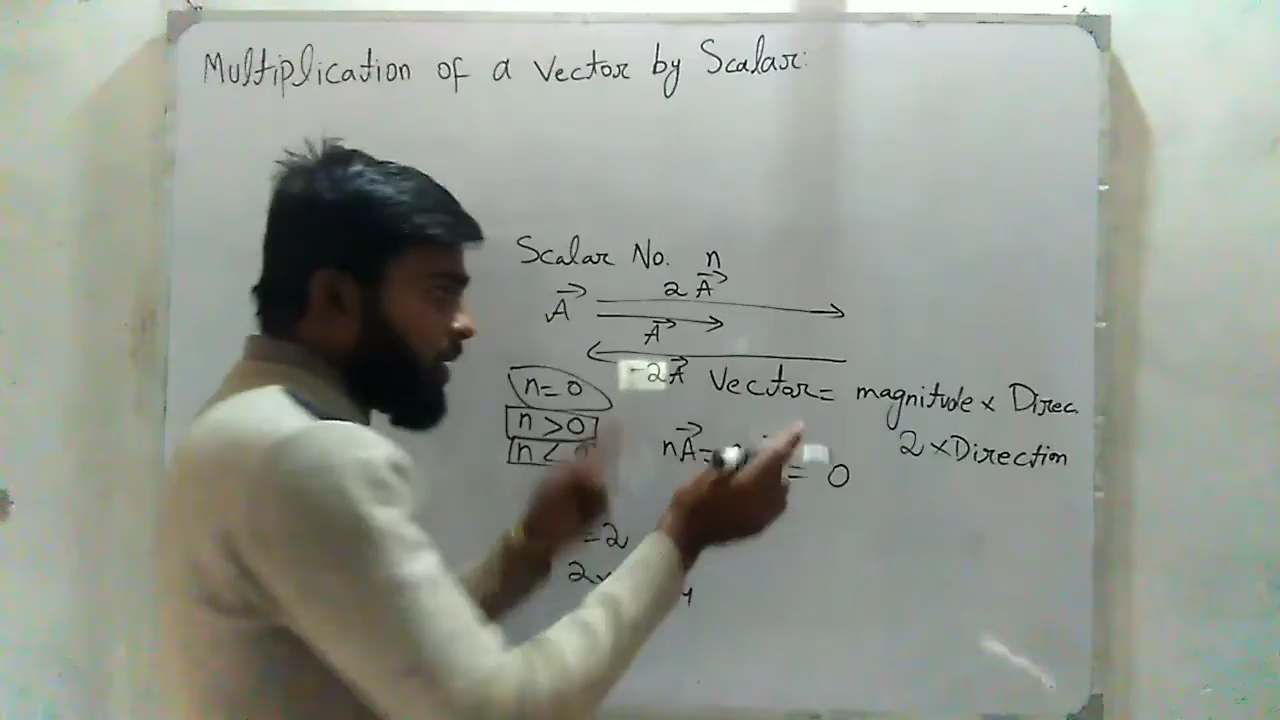 Multiplication of a Vector by Scalar:
Scalar No. n
2A⃗
A⃗
A⃗
-2A⃗
n=0
Vector = magnitude × Direc
n>0
nA⃗ =
2 × Direction
n<
= 0
=2
2×